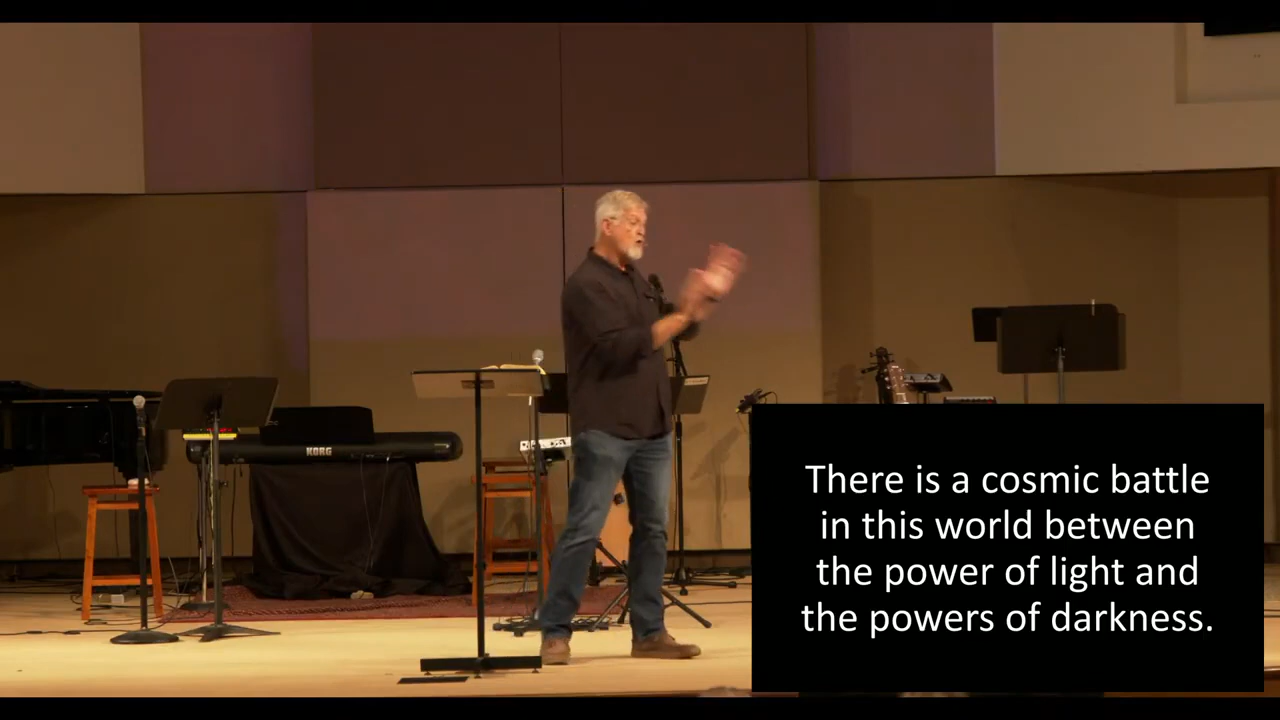 KORG
There is a cosmic battle
in this world between
the power of light and
the powers of darkness.